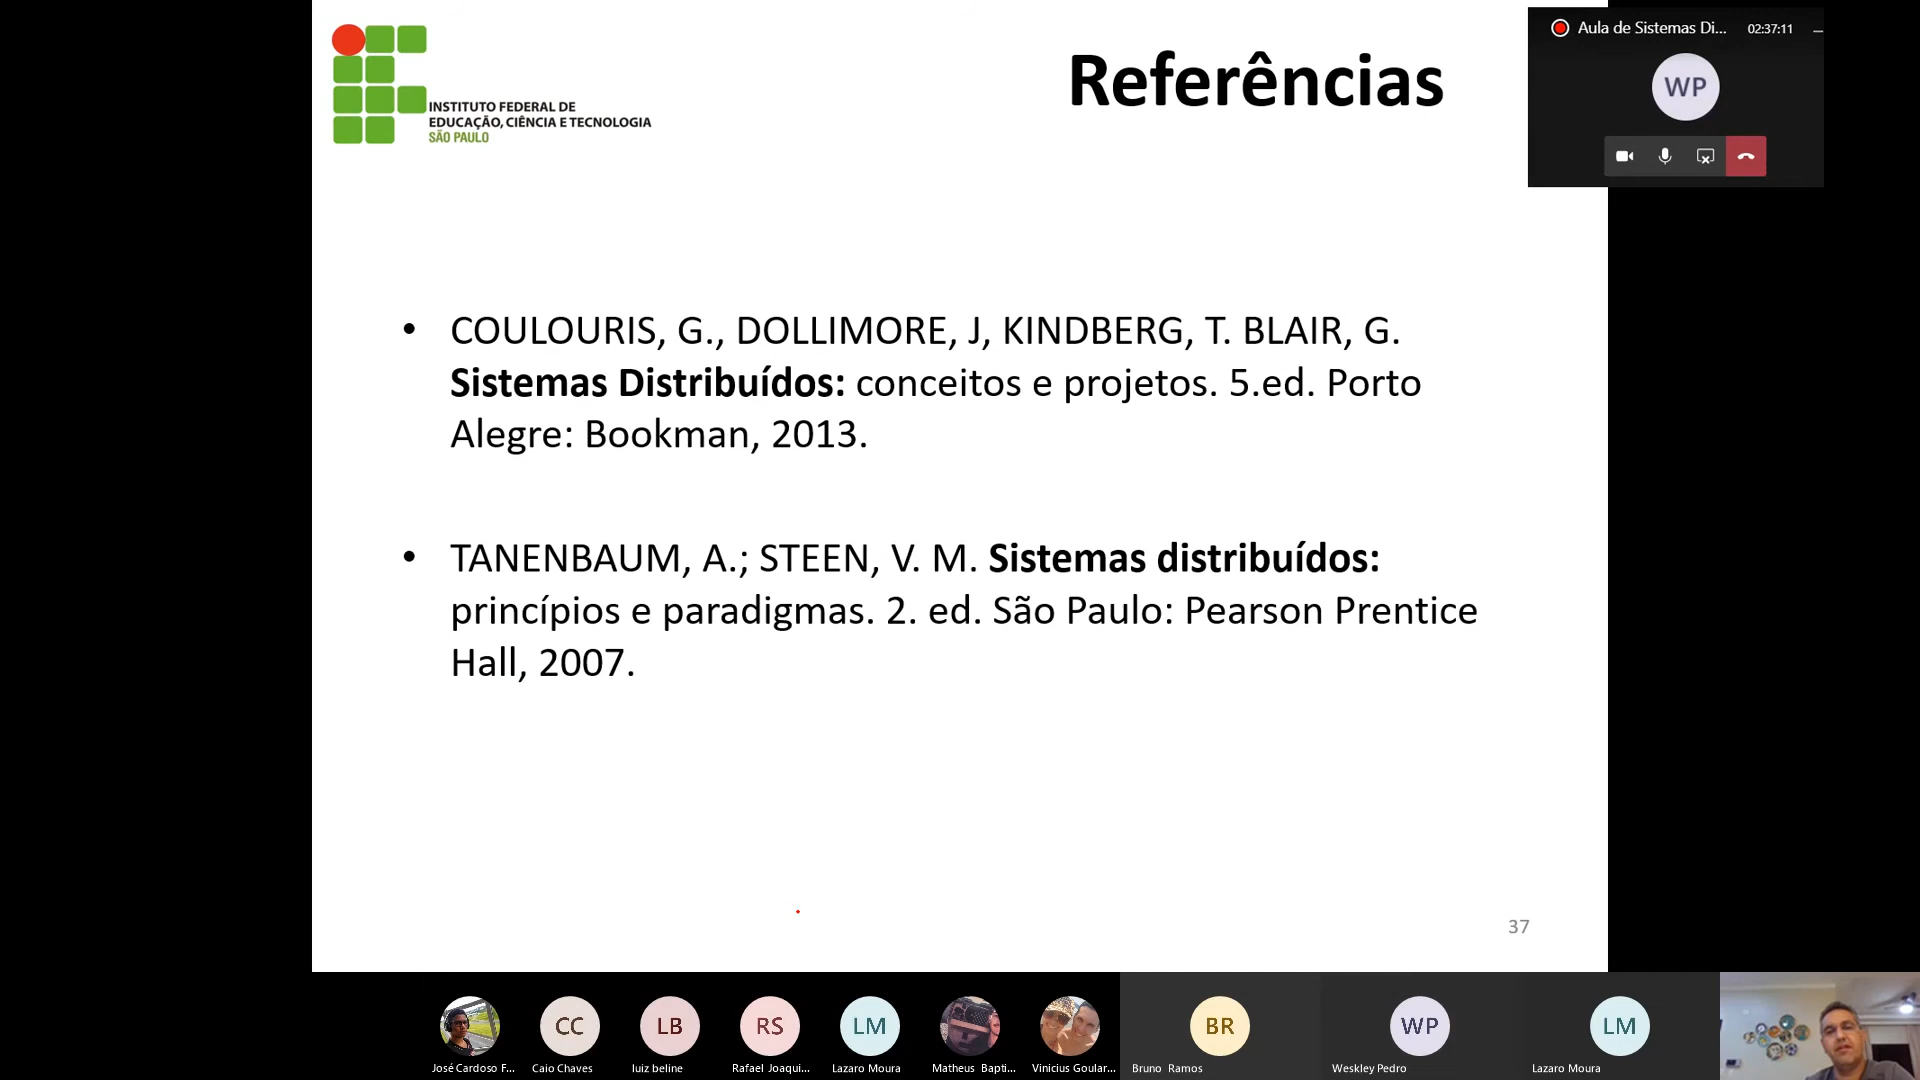 INSTITUTO FEDERAL DE
EDUCAÇÃO, CIÊNCIA E TECNOLOGIA
SÃO PAULO
Referências
Aula de Sistemas Di... 02:37:11
WP
• COULOURIS, G., DOLLIMORE, J, KINDBERG, T. BLAIR, G.
Sistemas Distribuídos: conceitos e projetos. 5.ed. Porto
Alegre: Bookman, 2013.
• TANENBAUM, A.; STEEN, V. M. Sistemas distribuídos:
princípios e paradigmas. 2. ed. São Paulo: Pearson Prentice
Hall, 2007.
37
CC LB RS LM BR WP LM
José Cardoso F... Caio Chaves luiz beline Rafael Joaqui... Lazaro Moura Matheus Bapti... Vinicius Goular... Bruno Ramos Weskley Pedro Lazaro Moura